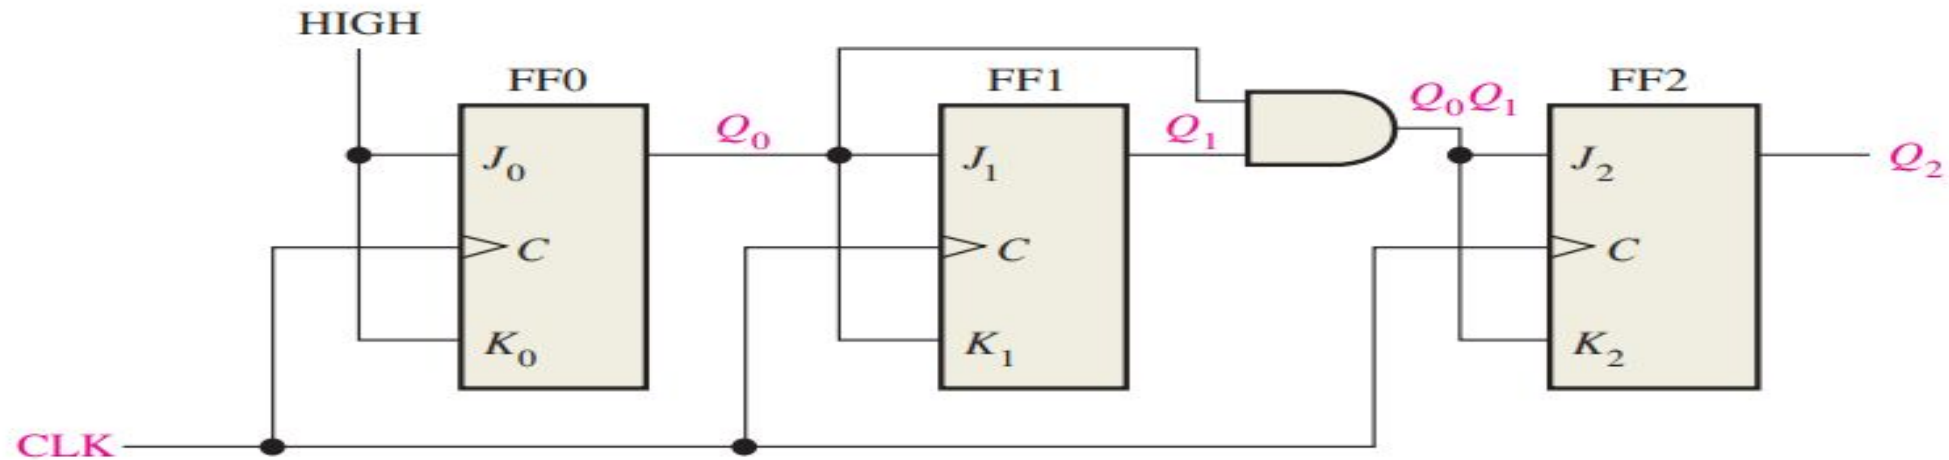 HIGH
FF0
FF1
FF2
Q₀
Q₁
Q₀Q₁
J₀
J₁
J₂
Q₂
C
C
C
K₀
K₁
K₂
CLK